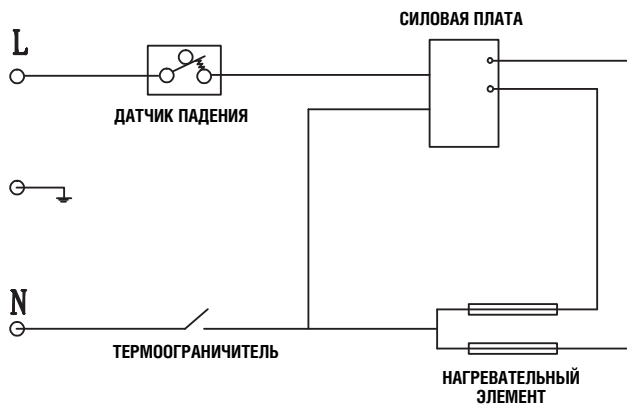 СИЛОВАЯ ПЛАТА
L
ДАТЧИК ПАДЕНИЯ
N
ТЕРМООГРАНИЧИТЕЛЬ
НАГРЕВАТЕЛЬНЫЙ
ЭЛЕМЕНТ